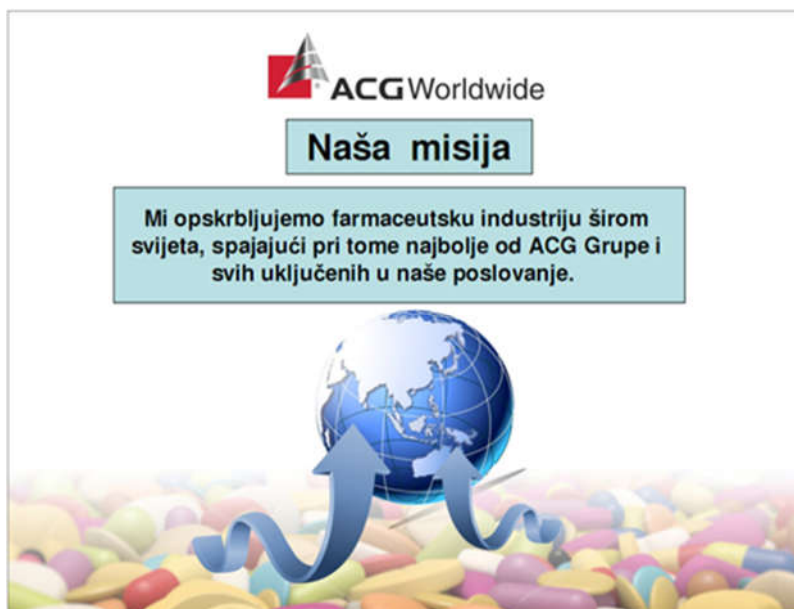 ACG Worldwide
Naša misija
Mi opskrbljujemo farmaceutsku industriju širom
svijeta, spajajući pri tome najbolje od ACG Grupe i
svih uključenih u naše poslovanje.